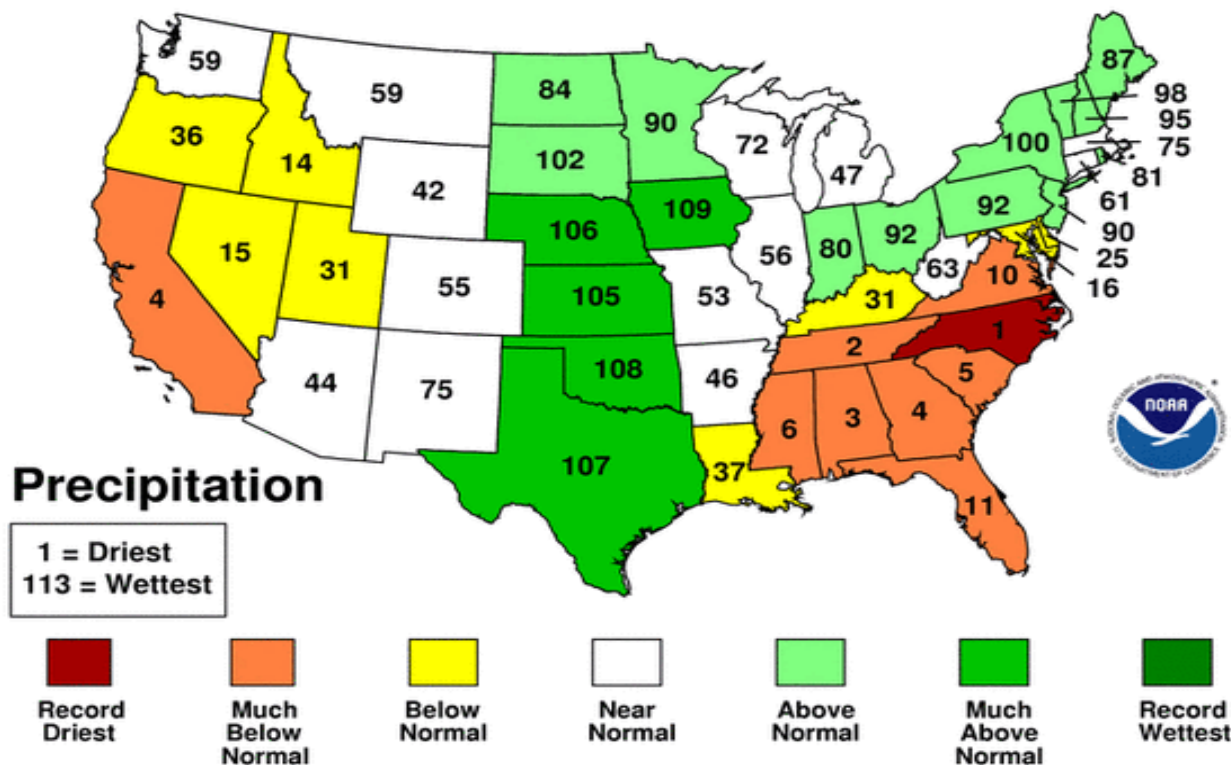 59
59
84
90
87
98
95
75
81
61
90
25
16
36
14
42
102
72
47
100
92
92
80
109
106
56
63
10
15
31
55
105
53
31
1
2
4
44
75
108
46
5
6
3
4
107
37
11
NOAA
Precipitation
1 = Driest
113 = Wettest
Record
Driest
Much
Below
Normal
Below
Normal
Near
Normal
Above
Normal
Much
Above
Normal
Record
Wettest